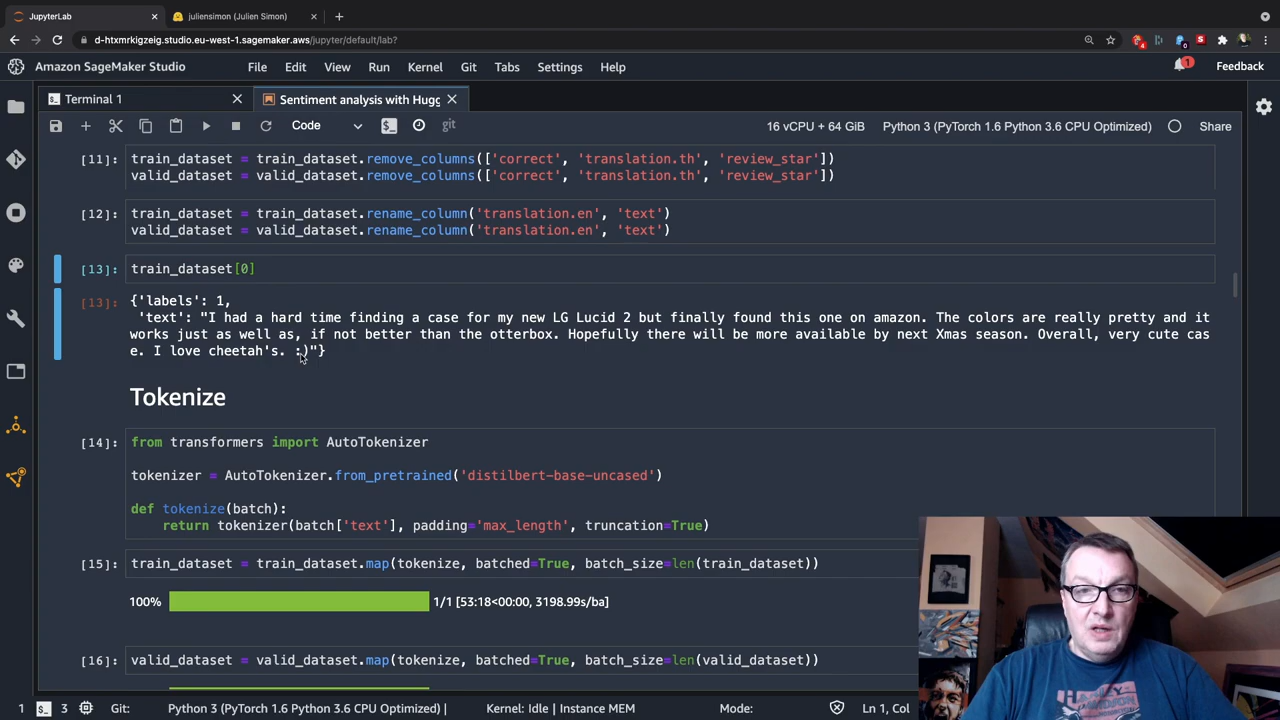 JupyterLab
juliensimon (Julien Simon)
d-htxmrkigzeig.studio.eu-west-1.sagemaker.aws/jupyter/default/lab?
Amazon SageMaker Studio File Edit View Run Kernel Git Tabs Settings Help 1 Feedback
Terminal 1
Sentiment analysis with Hugg
Code git 16 vCPU + 64 GiB Python 3 (PyTorch 1.6 Python 3.6 CPU Optimized) Share
[11]: train_dataset = train_dataset.remove_columns(['correct', 'translation.th', 'review_star'])
valid_dataset = valid_dataset.remove_columns(['correct', 'translation.th', 'review_star'])
[12]: train_dataset = train_dataset.rename_column('translation.en', 'text')
valid_dataset = valid_dataset.rename_column('translation.en', 'text')
[13]: train_dataset[0]
[13]: {'labels': 1,
'text': "I had a hard time finding a case for my new LG Lucid 2 but finally found this one on amazon. The colors are really pretty and it
works just as well as, if not better than the otterbox. Hopefully there will be more available by next Xmas season. Overall, very cute cas
e. I love cheetah's. :)"}
Tokenize
[14]: from transformers import AutoTokenizer
tokenizer = AutoTokenizer.from_pretrained('distilbert-base-uncased')
def tokenize(batch):
return tokenizer(batch['text'], padding='max_length', truncation=True)
[15]: train_dataset = train_dataset.map(tokenize, batched=True, batch_size=len(train_dataset))
100% 1/1 [53:18<00:00, 3198.99s/ba]
[16]: valid_dataset = valid_dataset.map(tokenize, batched=True, batch_size=len(valid_dataset))
1 3 Git: Python 3 (PyTorch 1.6 Python 3.6 CPU Optimized) | Kernel: Idle | Instance MEM Mode: Ln 1, Col